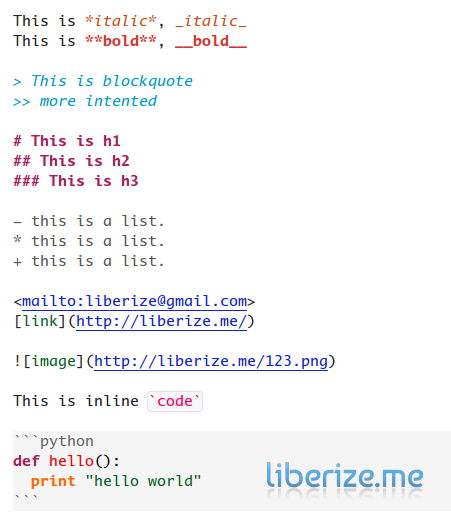 This is *italic*, _italic_
This is **bold**, __bold__
> This is blockquote
>> more intented
# This is h1
## This is h2
### This is h3
– this is a list.
* this is a list.
+ this is a list.
<mailto:liberize@gmail.com>
[link](http://liberize.me/)
![image](http://liberize.me/123.png)
This is inline `code`
```python
def hello():
  print "hello world"
```
liberize.me